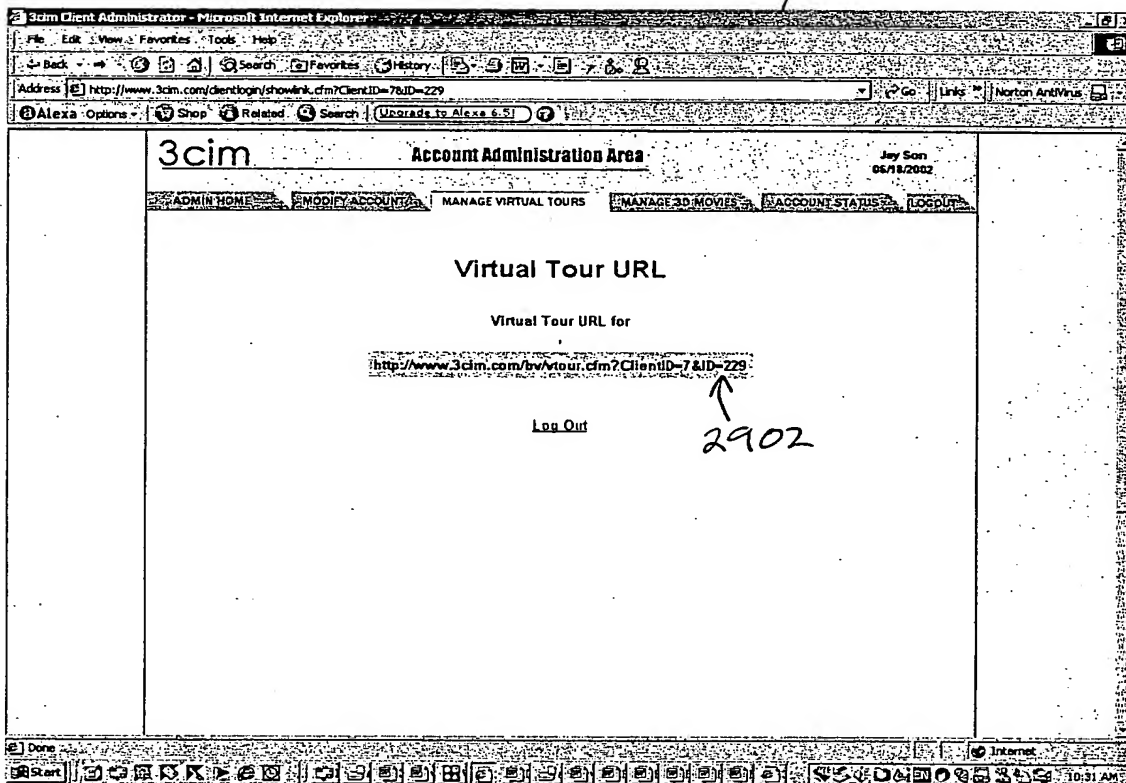 3cim Client Administrator - Microsoft Internet Explorer
File Edit View Favorites Tools Help
Back Search Favorites History
Address http://www.3cim.com/clientlogin/showlink.cfm?ClientID=7&ID=229 Go Links Norton AntiVirus
Alexa Options Shop Related Search Upgrade to Alexa 6.5!
3cim Account Administration Area Jay San
06/18/2002
ADMIN HOME MODIFY ACCOUNT MANAGE VIRTUAL TOURS MANAGE 3D MOVIES ACCOUNT STATUS LOGOUT
Virtual Tour URL
Virtual Tour URL for
http://www.3cim.com/bv/vtour.cfm?ClientID=7&ID=229
Log Out
2902
Done Internet
Start 10:31 AM